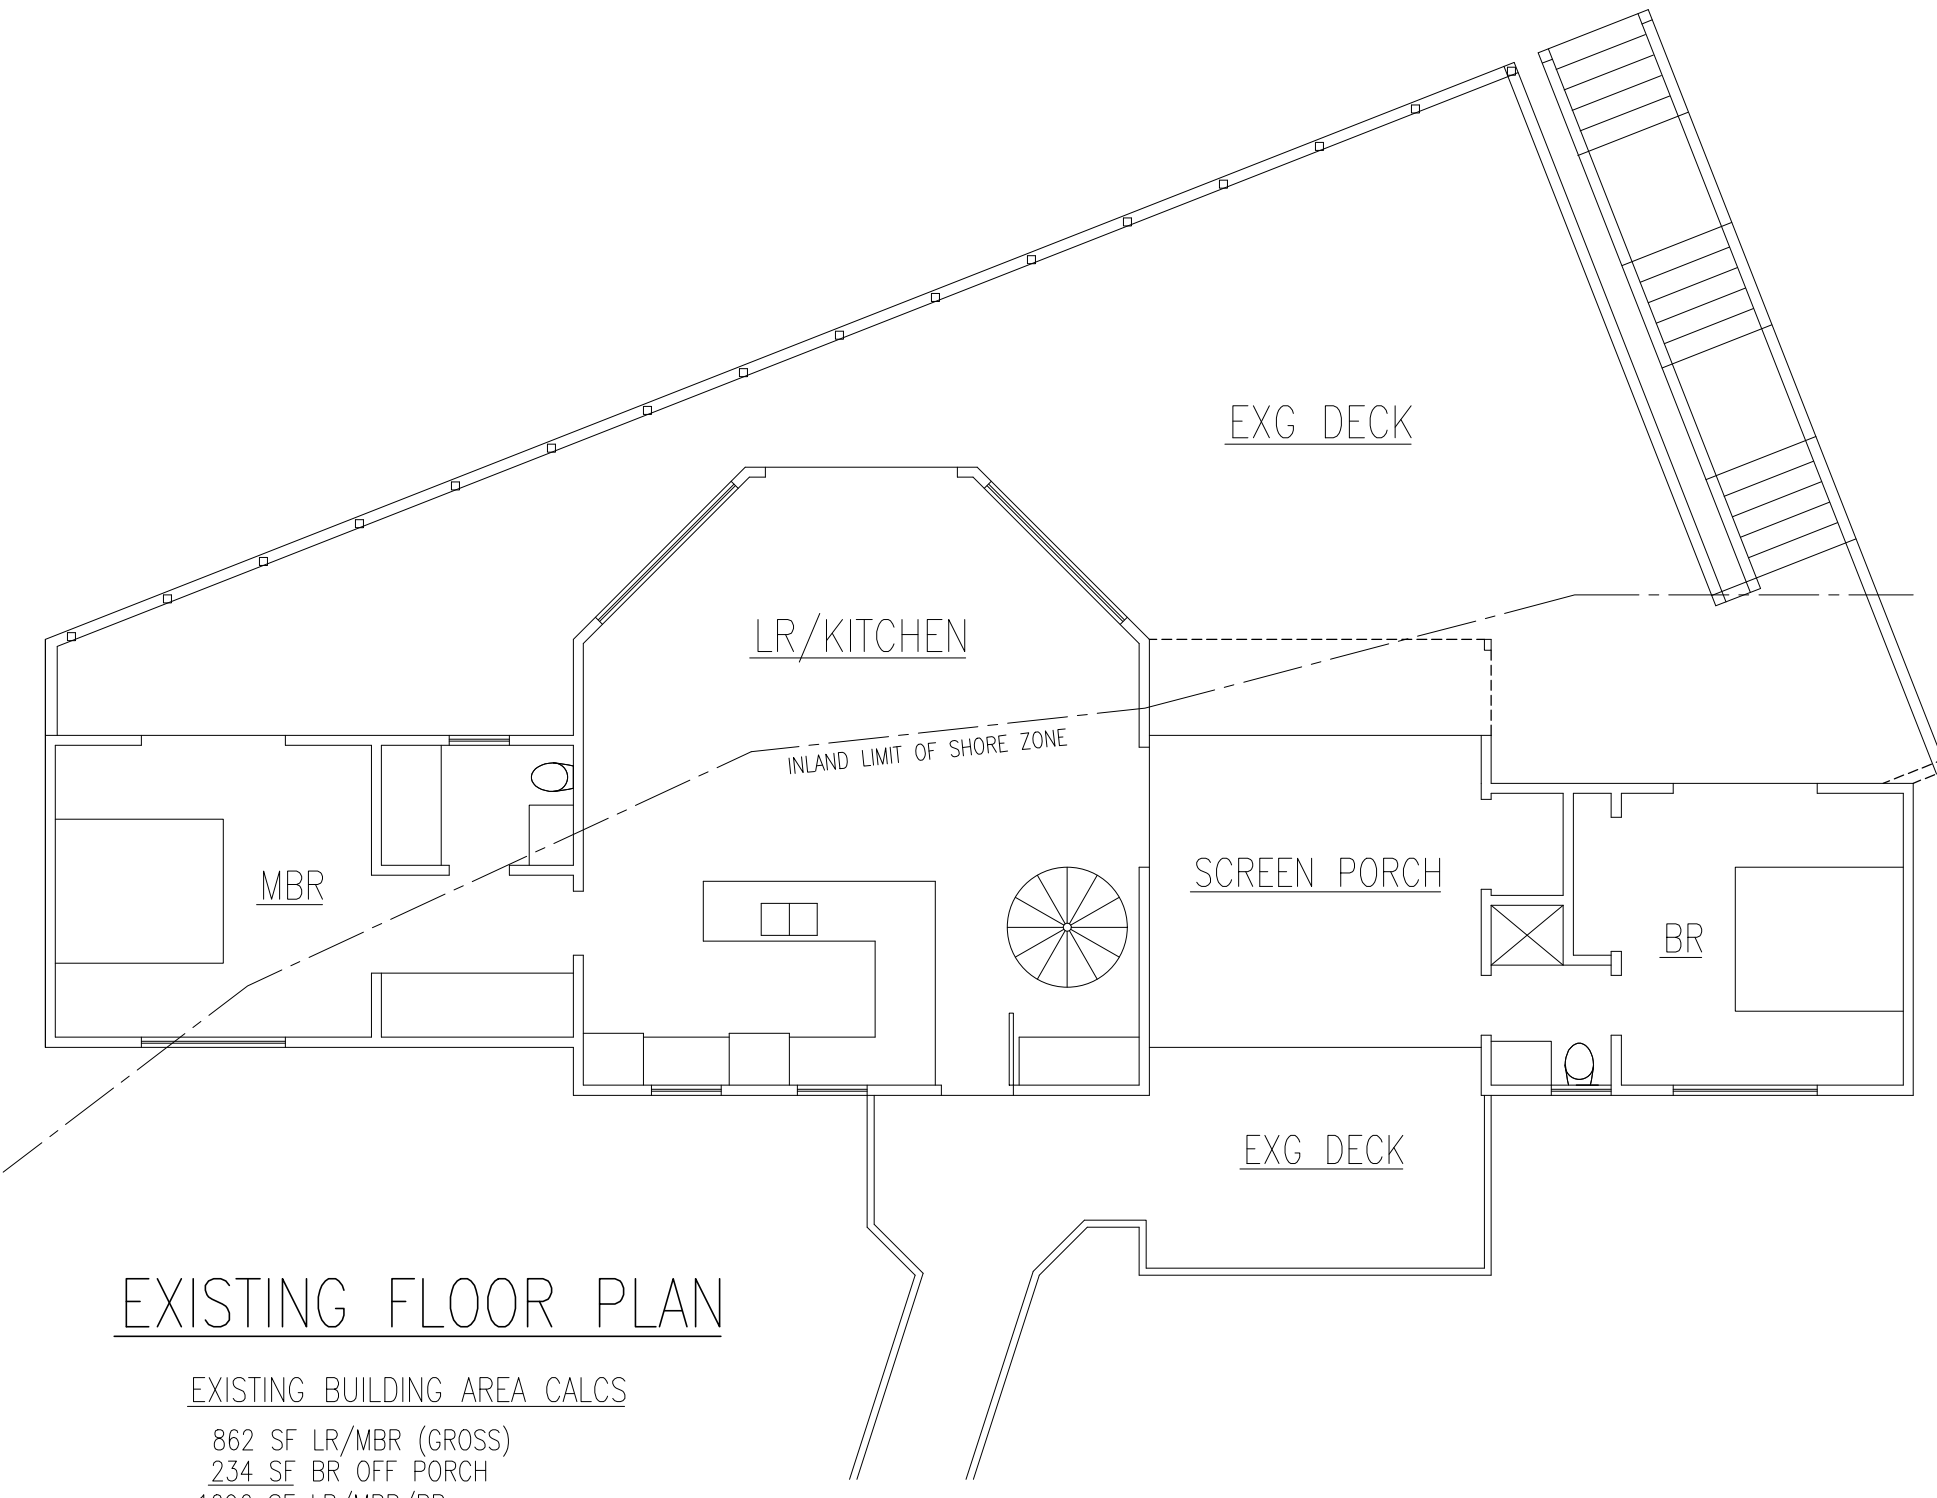 EXG DECK
LR/KITCHEN
INLAND LIMIT OF SHORE ZONE
SCREEN PORCH
MBR
BR
EXG DECK
EXISTING FLOOR PLAN
EXISTING BUILDING AREA CALCS
862 SF LR/MBR (GROSS)
234 SF BR OFF PORCH